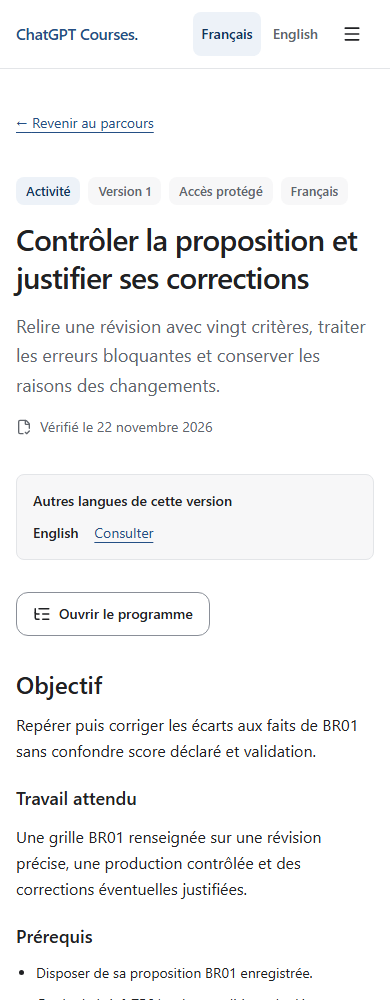 ChatGPT Courses.
Français
English
← Revenir au parcours
Activité
Version 1
Accès protégé
Français
Contrôler la proposition et
justifier ses corrections
Relire une révision avec vingt critères, traiter
les erreurs bloquantes et conserver les
raisons des changements.
Vérifié le 22 novembre 2026
Autres langues de cette version
English Consulter
Ouvrir le programme
Objectif
Repérer puis corriger les écarts aux faits de BR01
sans confondre score déclaré et validation.
Travail attendu
Une grille BR01 renseignée sur une révision
précise, une production contrôlée et des
corrections éventuelles justifiées.
Prérequis
• Disposer de sa proposition BR01 enregistrée.